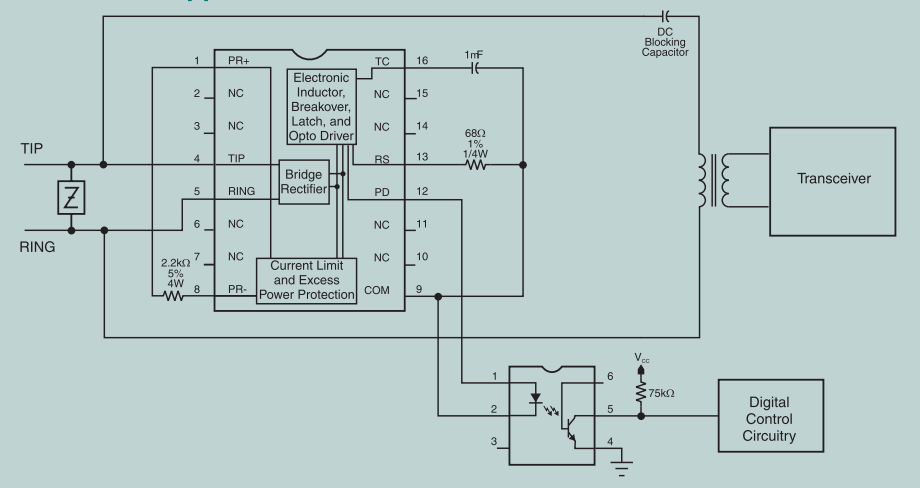 DC
Blocking
Capacitor
1 PR+
2 NC
3 NC
4 TIP
5 RING
6 NC
7 NC
8 PR-
TC 16
NC 15
NC 14
RS 13
PD 12
NC 11
NC 10
COM 9
Electronic
Inductor,
Breakover,
Latch, and
Opto Driver
Bridge
Rectifier
Current Limit
and Excess
Power Protection
TIP
RING
Z
2.2kΩ
5%
4W
1mF
68Ω
1%
1/4W
Transceiver
1
2
3
6
5
4
Vcc
75kΩ
Digital
Control
Circuitry